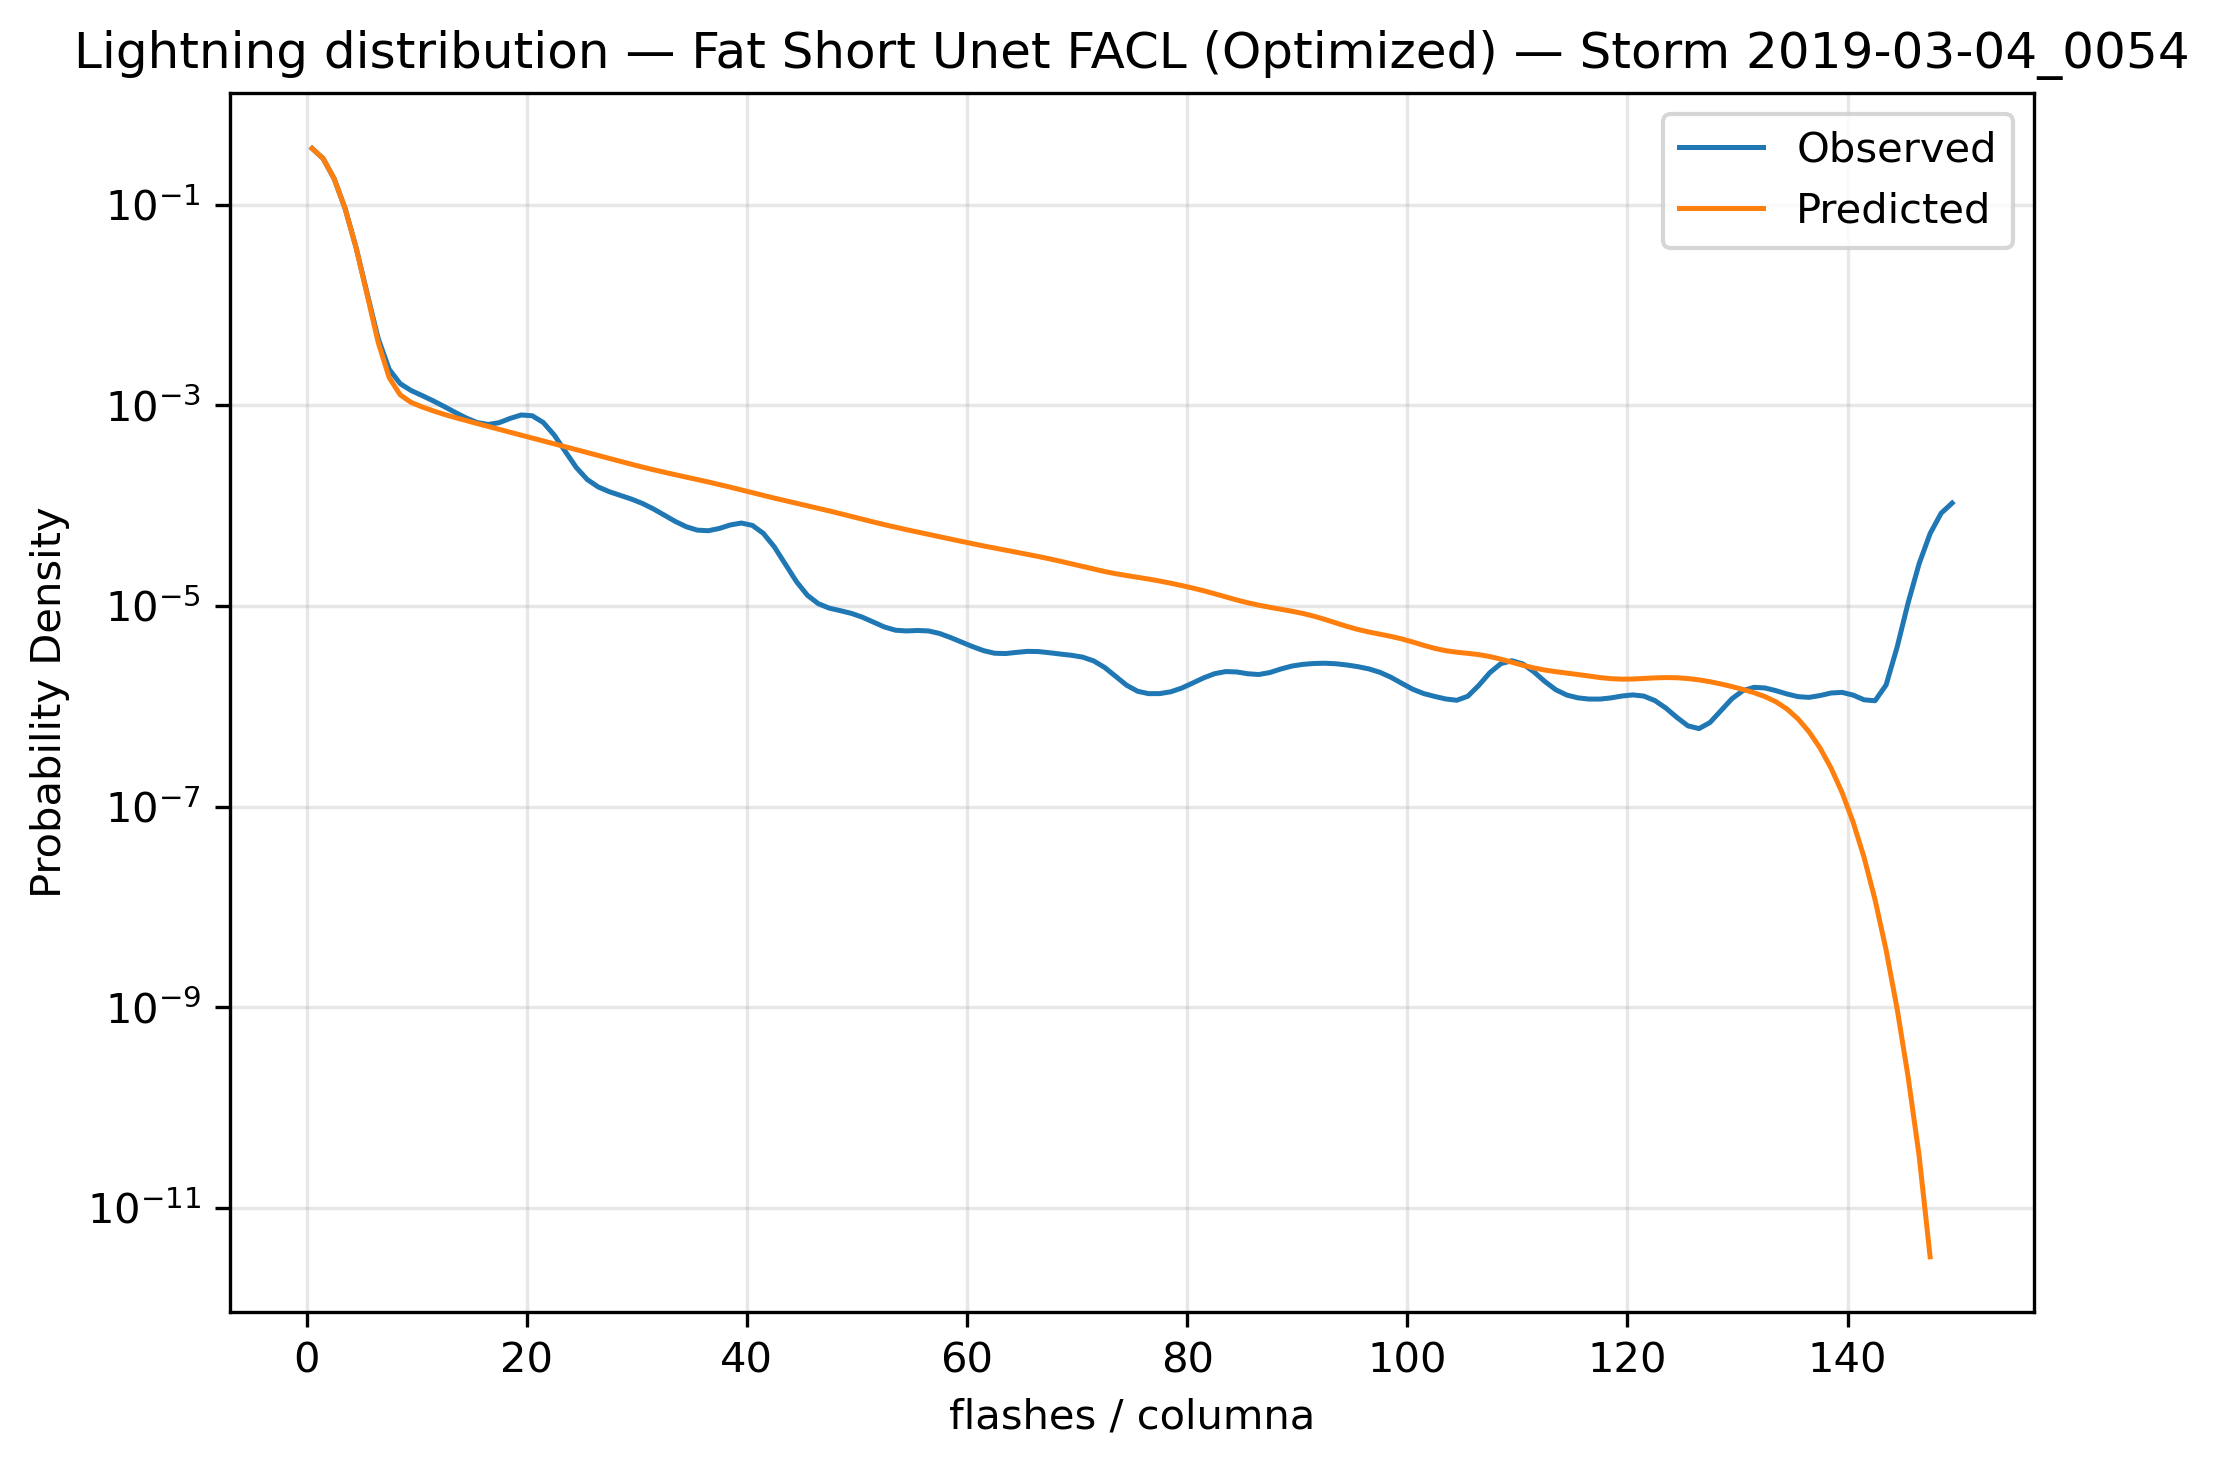 Lightning distribution — Fat Short Unet FACL (Optimized) — Storm 2019-03-04_0054
Observed
Predicted
Probability Density
10⁻¹
10⁻³
10⁻⁵
10⁻⁷
10⁻⁹
10⁻¹¹
0 20 40 60 80 100 120 140
flashes / columna